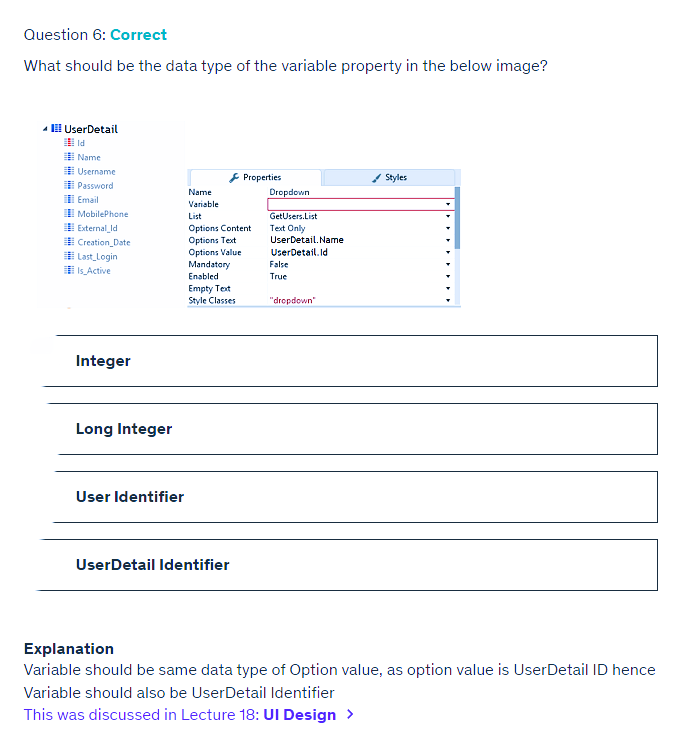 Question 6: Correct
What should be the data type of the variable property in the below image?
UserDetail
Id
Name
Username
Password
Email
MobilePhone
External_Id
Creation_Date
Last_Login
Is_Active
Properties Styles
Name Dropdown
Variable
List GetUsers.List
Options Content Text Only
Options Text UserDetail.Name
Options Value UserDetail.Id
Mandatory False
Enabled True
Empty Text
Style Classes "dropdown"
Integer
Long Integer
User Identifier
UserDetail Identifier
Explanation
Variable should be same data type of Option value, as option value is UserDetail ID hence
Variable should also be UserDetail Identifier
This was discussed in Lecture 18: UI Design >